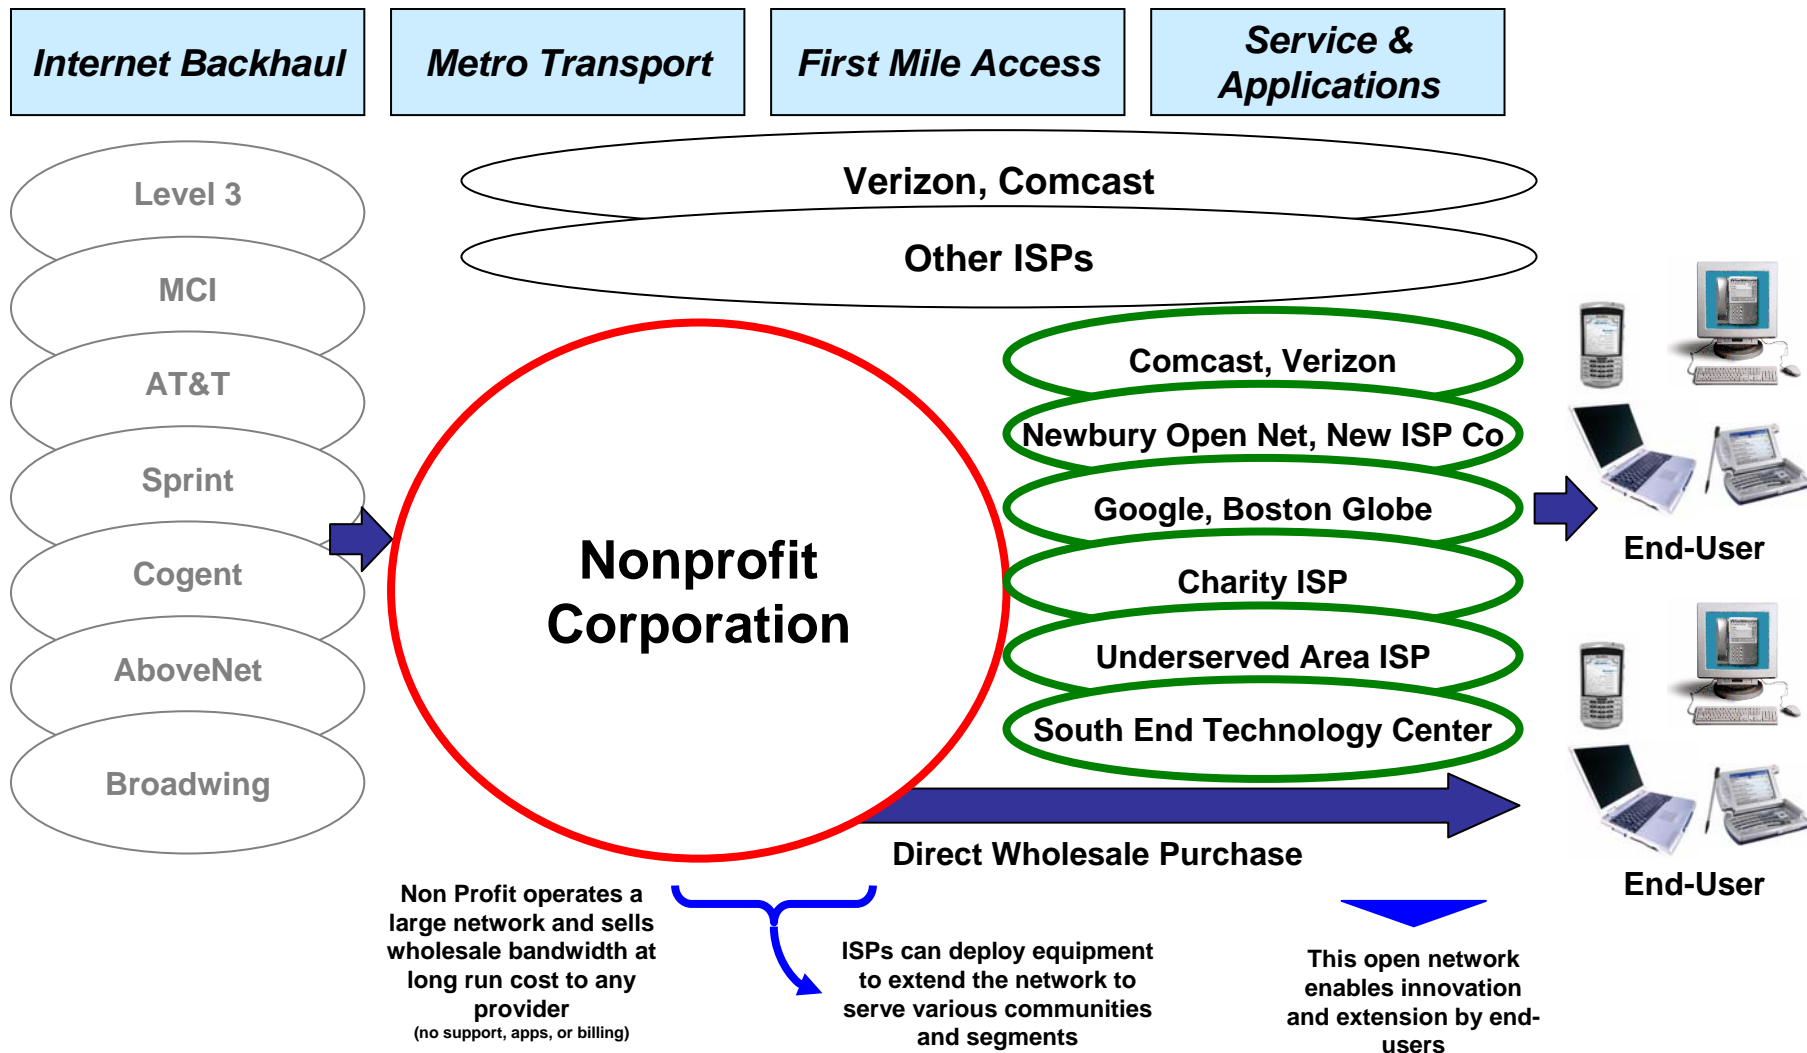 Internet Backhaul
Metro Transport
First Mile Access
Service &
Applications
Level 3
MCI
AT&T
Sprint
Cogent
AboveNet
Broadwing
Verizon, Comcast
Other ISPs
Nonprofit
Corporation
Comcast, Verizon
Newbury Open Net, New ISP Co
Google, Boston Globe
Charity ISP
Underserved Area ISP
South End Technology Center
Direct Wholesale Purchase
End-User
End-User
Non Profit operates a
large network and sells
wholesale bandwidth at
long run cost to any
provider
(no support, apps, or billing)
ISPs can deploy equipment
to extend the network to
serve various communities
and segments
This open network
enables innovation
and extension by end-
users